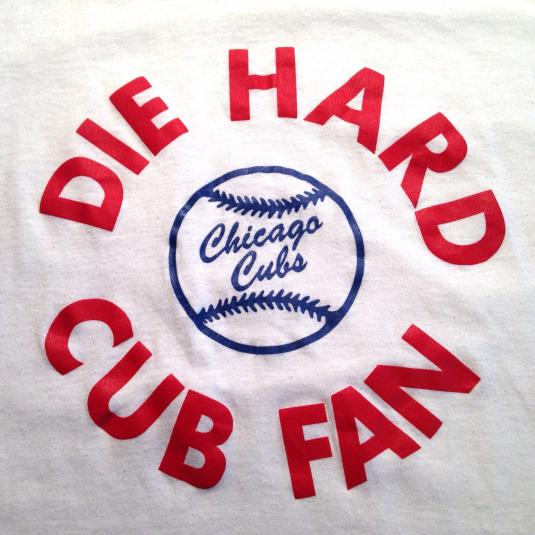 DIE HARD
Chicago
Cubs
CUB FAN